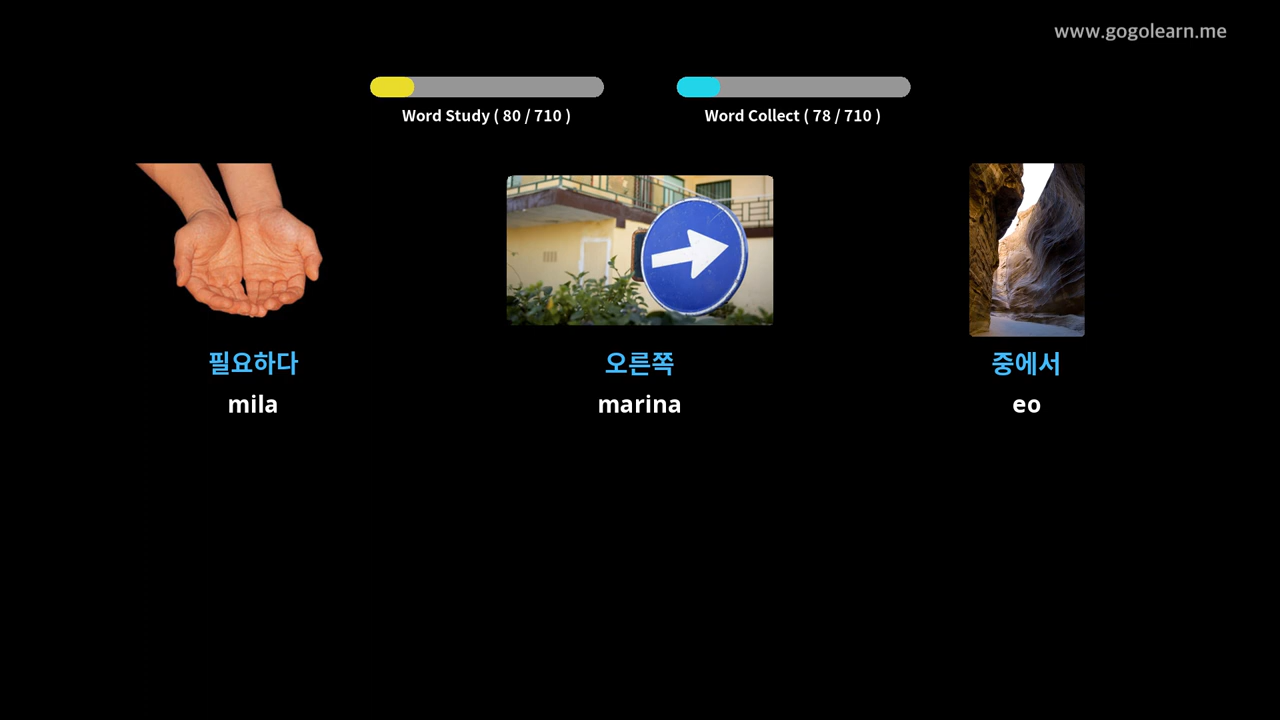 www.gogolearn.me
Word Study ( 80 / 710 )
Word Collect ( 78 / 710 )
필요하다
오른쪽
중에서
mila
marina
eo